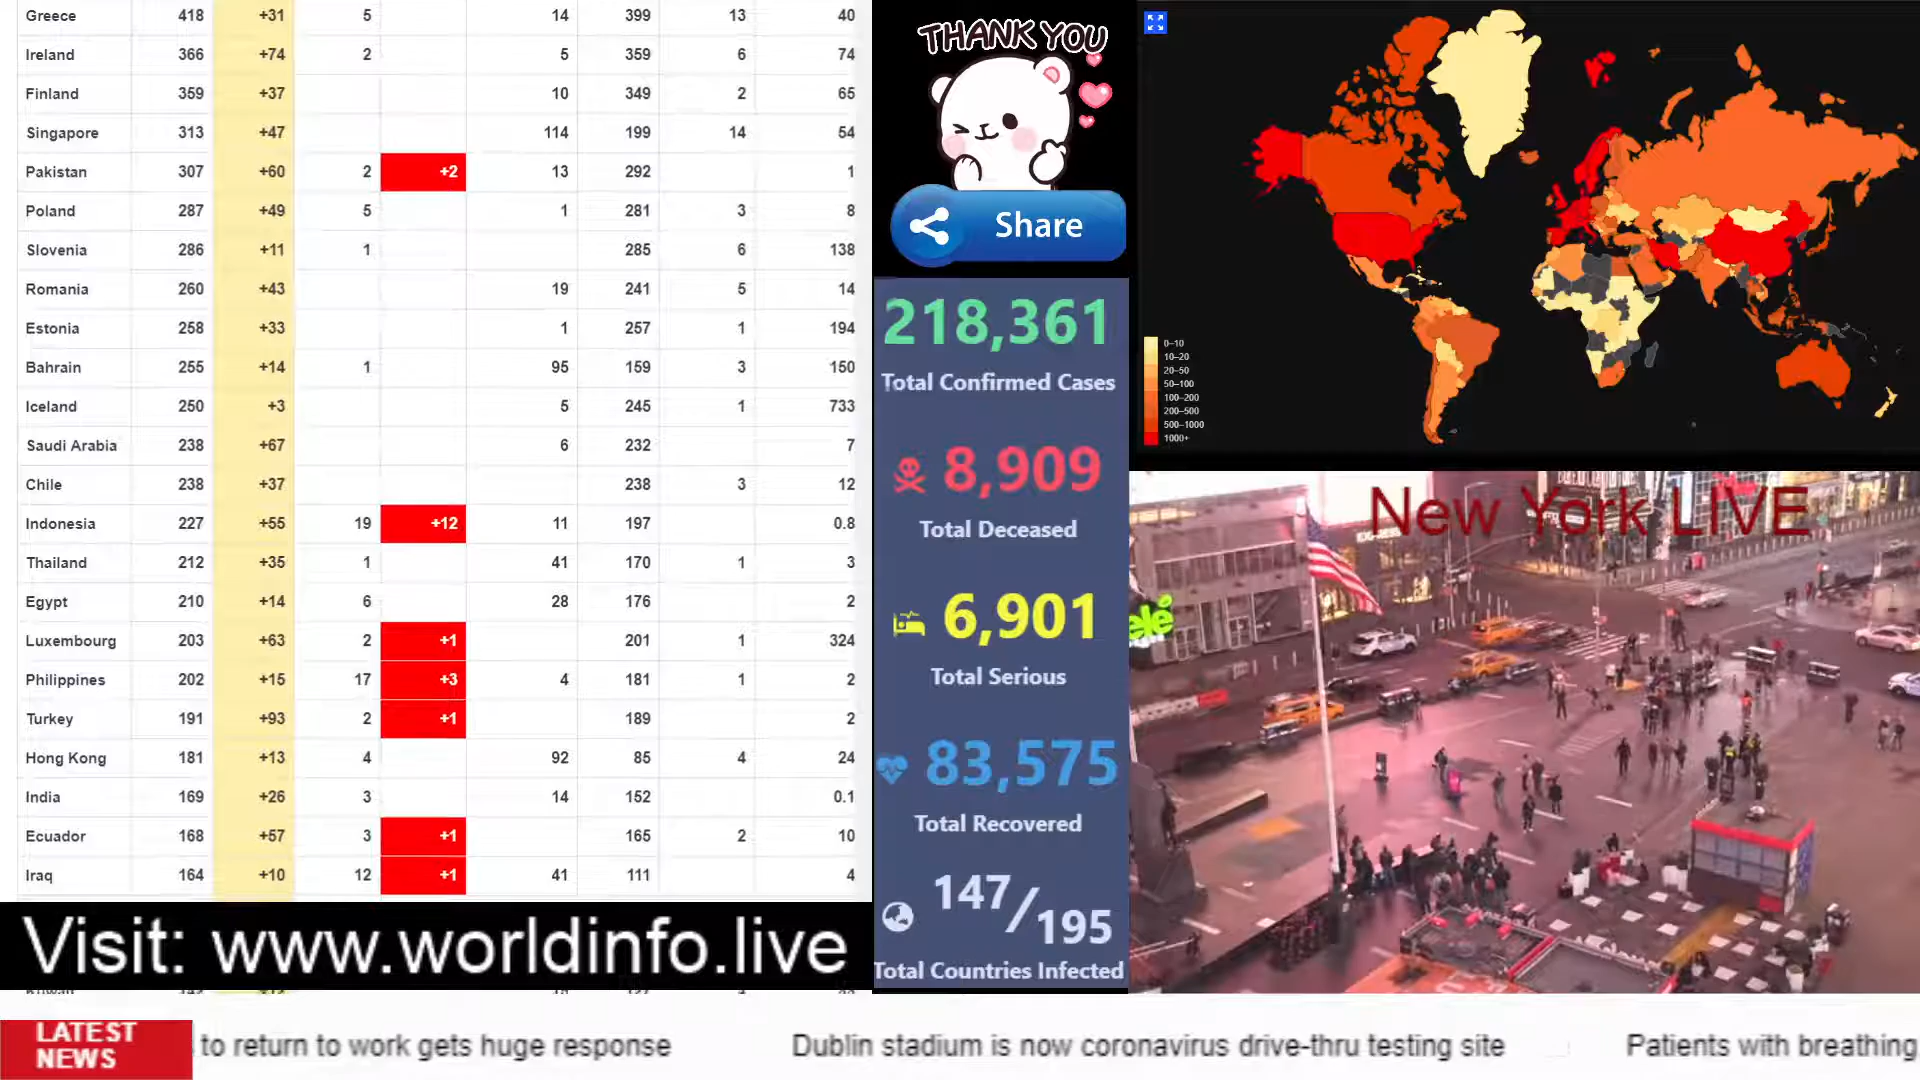 Greece 418 +31 5 14 399 13 40
Ireland 366 +74 2 5 359 6 74
Finland 359 +37 10 349 2 65
Singapore 313 +47 114 199 14 54
Pakistan 307 +60 2 +2 13 292 1
Poland 287 +49 5 1 281 3 8
Slovenia 286 +11 1 285 6 138
Romania 260 +43 19 241 5 14
Estonia 258 +33 1 257 1 194
Bahrain 255 +14 1 95 159 3 150
Iceland 250 +3 5 245 1 733
Saudi Arabia 238 +67 6 232 7
Chile 238 +37 238 3 12
Indonesia 227 +55 19 +12 11 197 0.8
Thailand 212 +35 1 41 170 1 3
Egypt 210 +14 6 28 176 2
Luxembourg 203 +63 2 +1 201 1 324
Philippines 202 +15 17 +3 4 181 1 2
Turkey 191 +93 2 +1 189 2
Hong Kong 181 +13 4 92 85 4 24
India 169 +26 3 14 152 0.1
Ecuador 168 +57 3 +1 165 2 10
Iraq 164 +10 12 +1 41 111 4
Visit: www.worldinfo.live
THANK YOU
Share
218,361
Total Confirmed Cases
8,909
Total Deceased
6,901
Total Serious
83,575
Total Recovered
147/195
Total Countries Infected
0–10
10–20
20–50
50–100
100–200
200–500
500–1000
1000+
New York LIVE
elé
LATEST
NEWS
to return to work gets huge response
Dublin stadium is now coronavirus drive-thru testing site
Patients with breathing